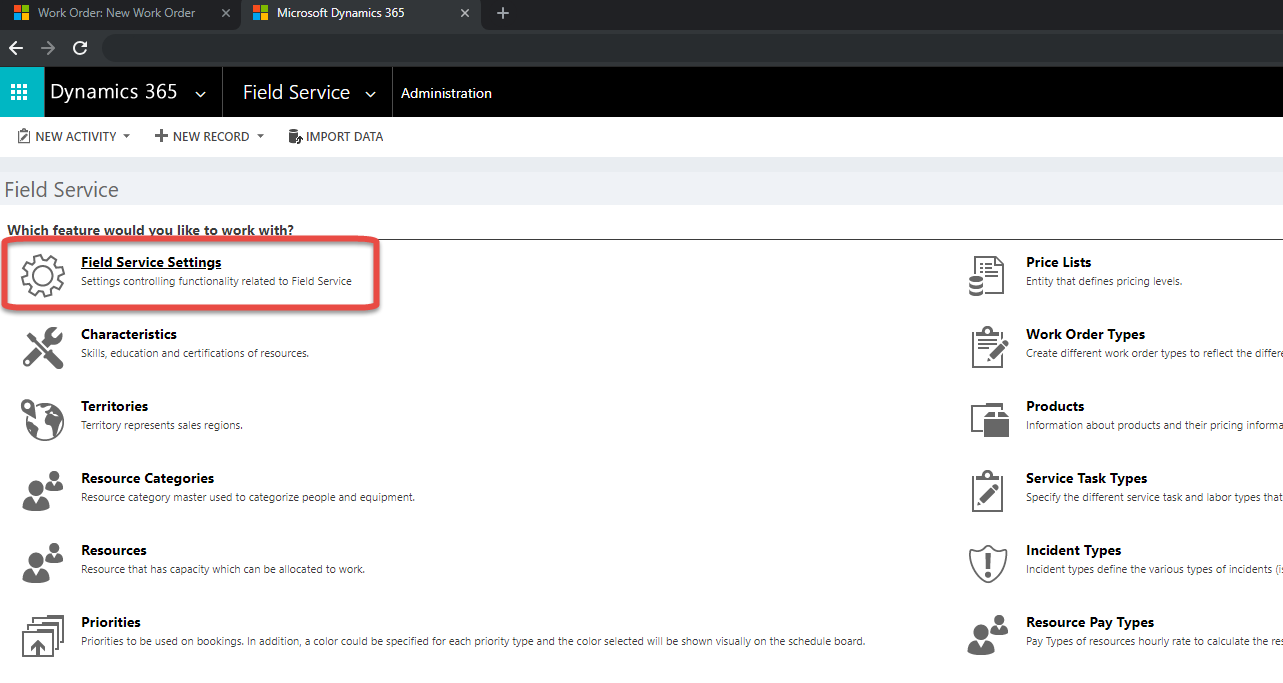 Work Order: New Work Order
Microsoft Dynamics 365
Dynamics 365
Field Service
Administration
NEW ACTIVITY
NEW RECORD
IMPORT DATA
Field Service
Which feature would you like to work with?
Field Service Settings
Settings controlling functionality related to Field Service
Price Lists
Entity that defines pricing levels.
Characteristics
Skills, education and certifications of resources.
Work Order Types
Create different work order types to reflect the differe
Territories
Territory represents sales regions.
Products
Information about products and their pricing informa
Resource Categories
Resource category master used to categorize people and equipment.
Service Task Types
Specify the different service task and labor types that
Resources
Resource that has capacity which can be allocated to work.
Incident Types
Incident types define the various types of incidents (is
Priorities
Priorities to be used on bookings. In addition, a color could be specified for each priority type and the color selected will be shown visually on the schedule board.
Resource Pay Types
Pay Types of resources hourly rate to calculate the res